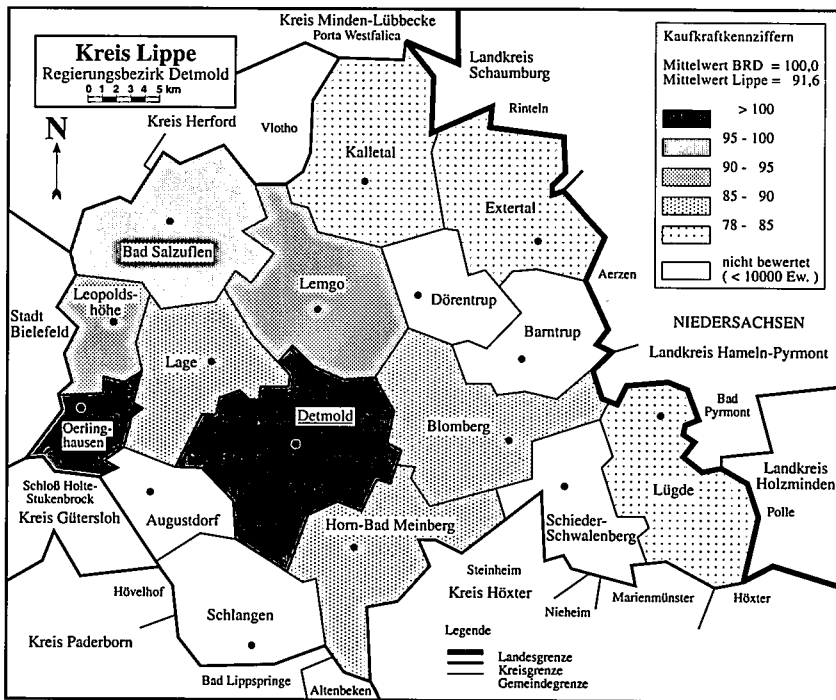 Kreis Lippe
Regierungsbezirk Detmold
0 1 2 3 4 5 km
N
Kreis Minden-Lübbecke
Porta Westfalica
Landkreis
Schaumburg
Rinteln
Kreis Herford
Vlotho
Kalletal
Extertal
Bad Salzuflen
Aerzen
Leopolds-
höhe
Lemgo
Dörentrup
Stadt
Bielefeld
Barntrup
NIEDERSACHSEN
Landkreis Hameln-Pyrmont
Lage
Detmold
Oerling-
hausen
Blomberg
Bad
Pyrmont
Landkreis
Holzminden
Lügde
Polle
Schloß Holte-
Stukenbrock
Kreis Gütersloh
Augustdorf
Horn-Bad Meinberg
Schieder-
Schwalenberg
Steinheim
Kreis Höxter
Nieheim
Marienmünster
Höxter
Hövelhof
Schlangen
Kreis Paderborn
Bad Lippspringe
Altenbeken
Kaufkraftkennziffern
Mittelwert BRD = 100,0
Mittelwert Lippe = 91,6
> 100
95 - 100
90 - 95
85 - 90
78 - 85
nicht bewertet
( < 10000 Ew. )
Legende
Landesgrenze
Kreisgrenze
Gemeindegrenze